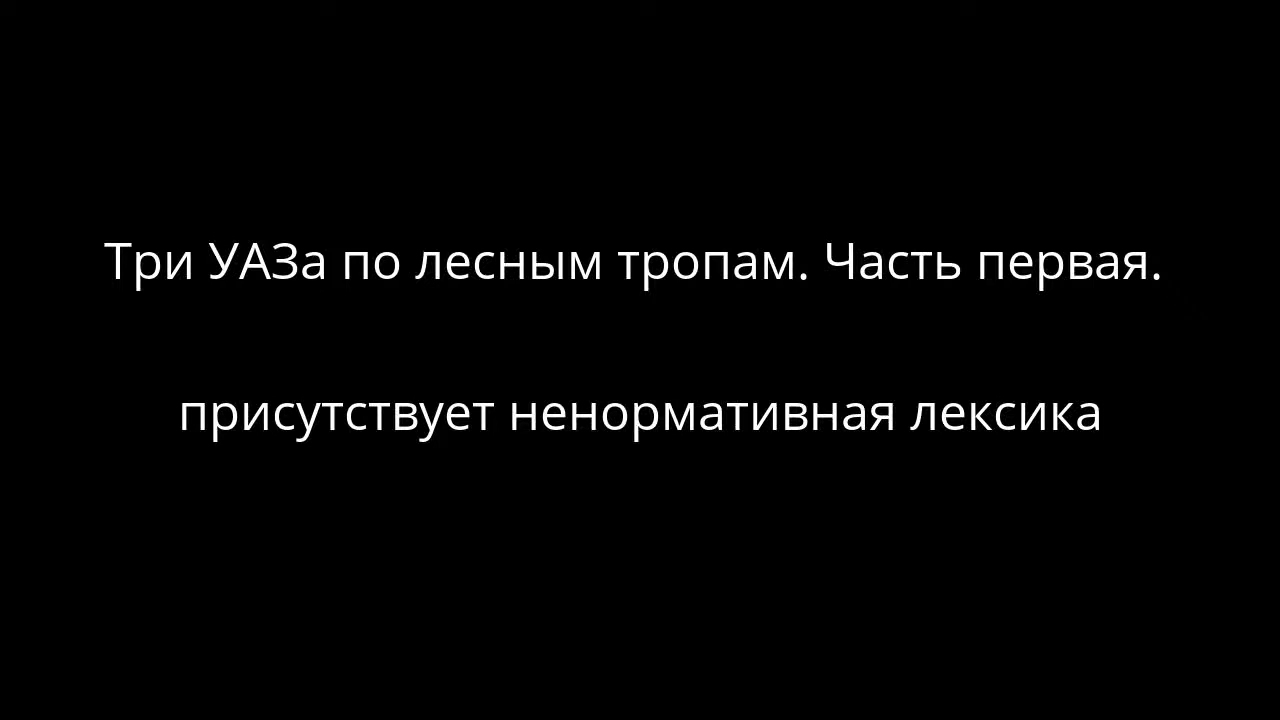 Три УАЗа по лесным тропам. Часть первая.
присутствует ненормативная лексика